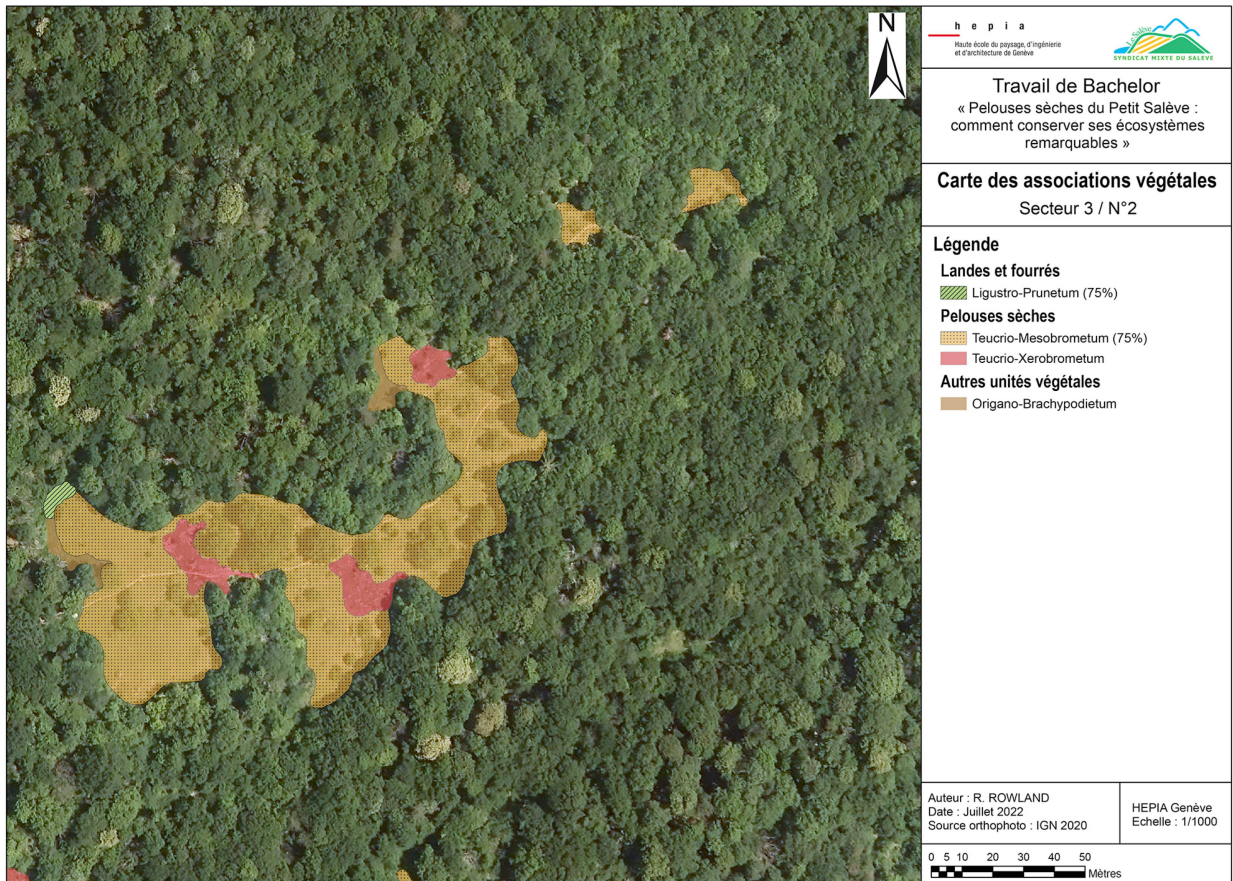 N
h e p i a
Haute école du paysage, d'ingénierie
et d'architecture de Genève
Le Salève
SYNDICAT MIXTE DU SALEVE
Travail de Bachelor
« Pelouses sèches du Petit Salève :
comment conserver ses écosystèmes
remarquables »
Carte des associations végétales
Secteur 3 / N°2
Légende
Landes et fourrés
Ligustro-Prunetum (75%)
Pelouses sèches
Teucrio-Mesobrometum (75%)
Teucrio-Xerobrometum
Autres unités végétales
Origano-Brachypodietum
Auteur : R. ROWLAND
Date : Juillet 2022
Source orthophoto : IGN 2020
HEPIA Genève
Echelle : 1/1000
0 5 10 20 30 40 50
Mètres